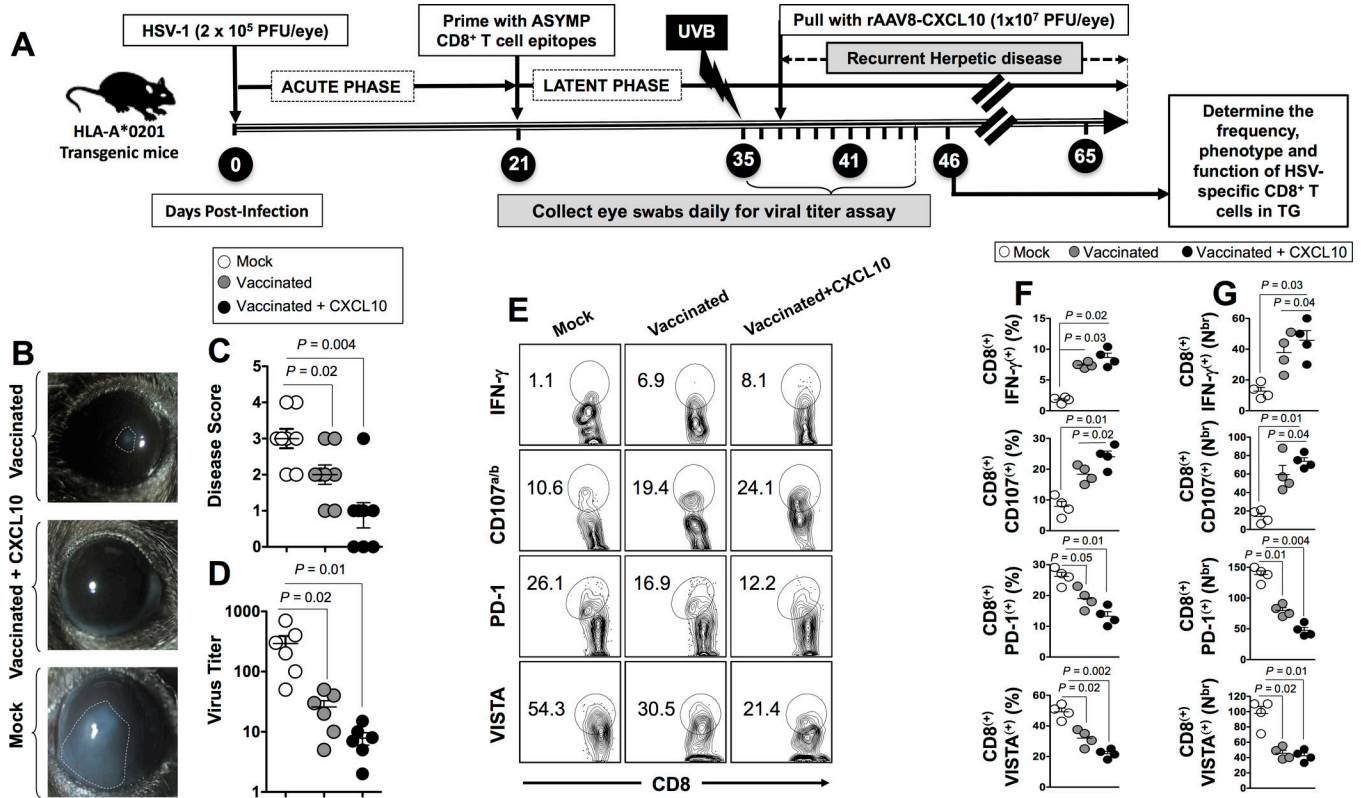 A
HSV-1 (2 x 10⁵ PFU/eye)
Prime with ASYMP
CD8⁺ T cell epitopes
UVB
Pull with rAAV8-CXCL10 (1x10⁷ PFU/eye)
Recurrent Herpetic disease
ACUTE PHASE
LATENT PHASE
HLA-A*0201
Transgenic mice
0
21
35
41
46
65
Days Post-Infection
Collect eye swabs daily for viral titer assay
Determine the
frequency,
phenotype and
function of HSV-
specific CD8⁺ T
cells in TG
Mock
Vaccinated
Vaccinated + CXCL10
B
Vaccinated
Vaccinated + CXCL10
Mock
C
P = 0.004
P = 0.02
Disease Score
5
4
3
2
1
0
D
P = 0.01
P = 0.02
Virus Titer
1000
100
10
1
E
Mock
Vaccinated
Vaccinated+CXCL10
IFN-γ
1.1
6.9
8.1
CD107ᵃ/ᵇ
10.6
19.4
24.1
PD-1
26.1
16.9
12.2
VISTA
54.3
30.5
21.4
CD8
Mock
Vaccinated
Vaccinated + CXCL10
F
CD8⁽⁺⁾
IFN-γ⁽⁺⁾ (%)
15
10
5
0
P = 0.02
P = 0.03
CD8⁽⁺⁾
CD107⁽⁺⁾ (%)
30
20
10
0
P = 0.01
P = 0.02
CD8⁽⁺⁾
PD-1⁽⁺⁾ (%)
30
20
10
0
P = 0.01
P = 0.05
CD8⁽⁺⁾
VISTA⁽⁺⁾ (%)
60
40
20
0
P = 0.002
P = 0.02
G
CD8⁽⁺⁾
IFN-γ⁽⁺⁾ (Nᵇʳ)
60
40
20
0
P = 0.03
P = 0.04
CD8⁽⁺⁾
CD107⁽⁺⁾ (Nᵇʳ)
100
80
60
40
20
0
P = 0.01
P = 0.04
CD8⁽⁺⁾
PD-1⁽⁺⁾ (Nᵇʳ)
150
100
50
0
P = 0.004
P = 0.01
CD8⁽⁺⁾
VISTA⁽⁺⁾ (Nᵇʳ)
120
100
80
60
40
20
0
P = 0.01
P = 0.02